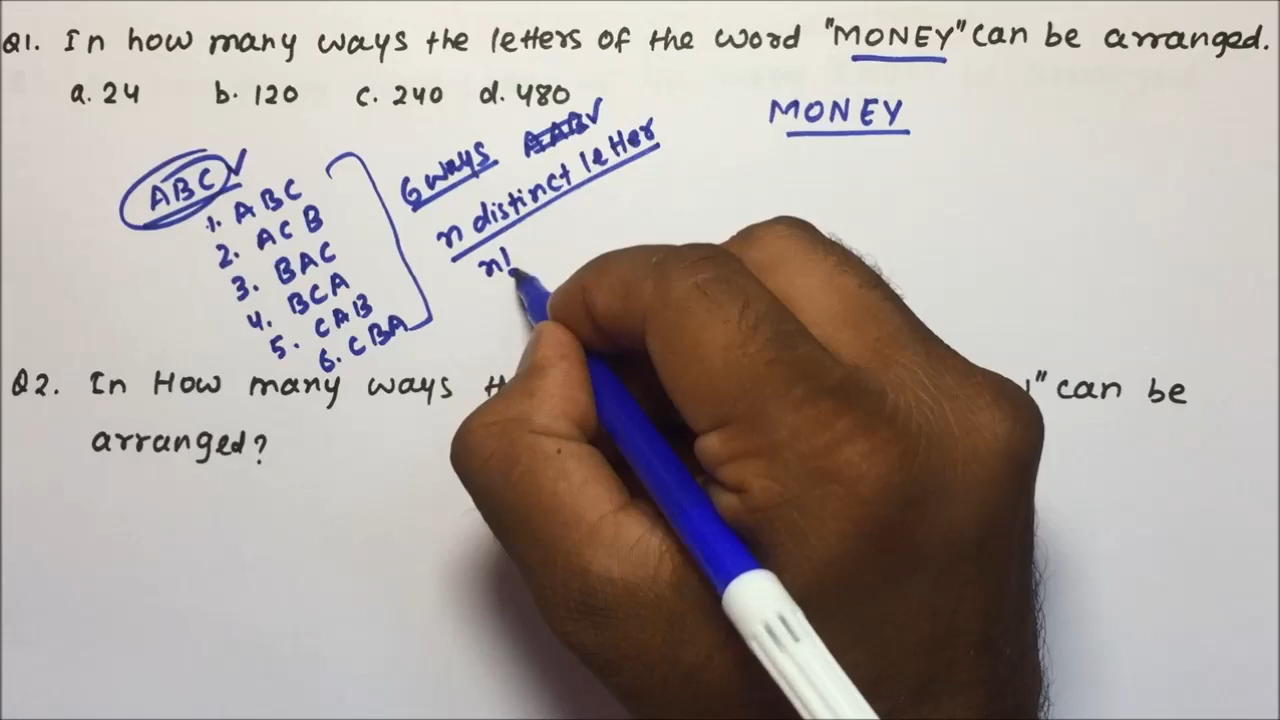 Q1. In how many ways the letters of the word "MONEY" can be arranged.
a. 24 b. 120 c. 240 d. 480
MONEY
ABC
1. ABC
2. ACB
3. BAC
4. BCA
5. CAB
6. CBA
6 ways AAB
n distinct letter
n!
Q2. In How many ways " can be
arranged?